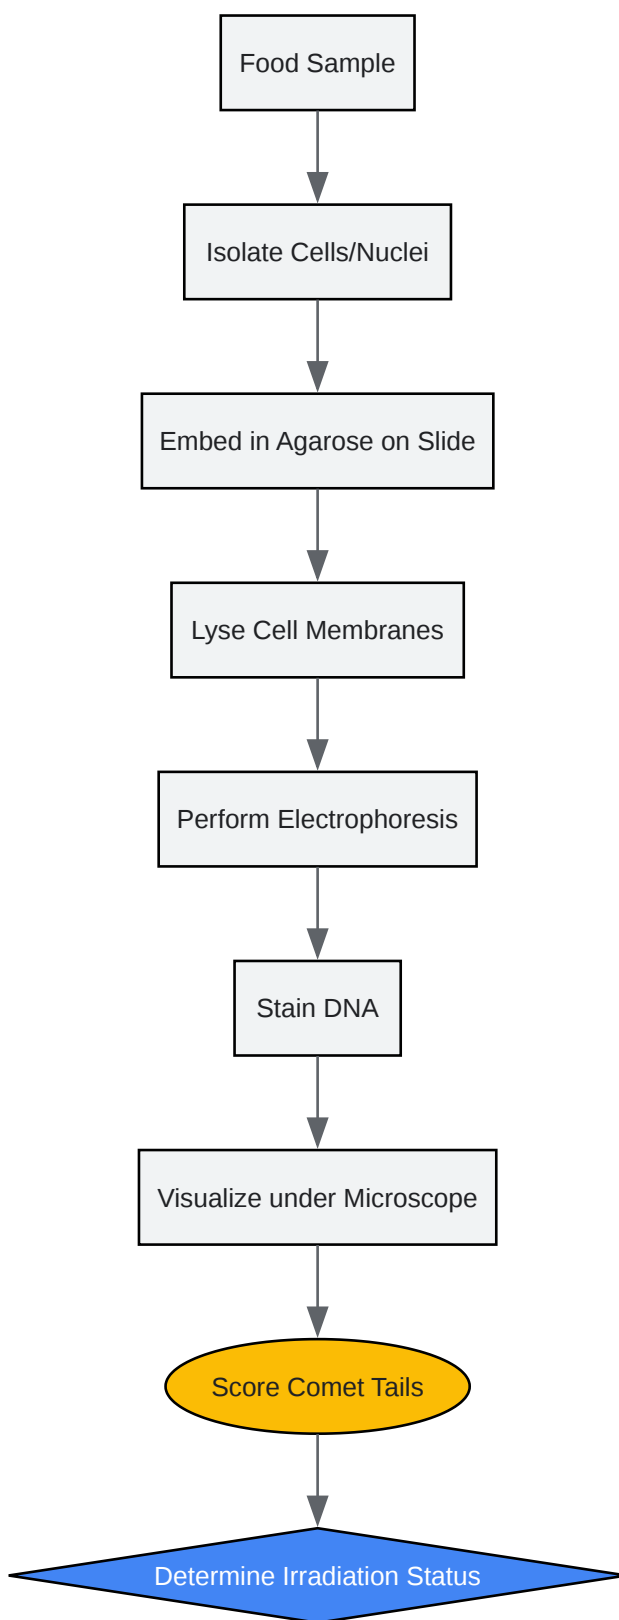 Food Sample
Isolate Cells/Nuclei
Embed in Agarose on Slide
Lyse Cell Membranes
Perform Electrophoresis
Stain DNA
Visualize under Microscope
Score Comet Tails
Determine Irradiation Status